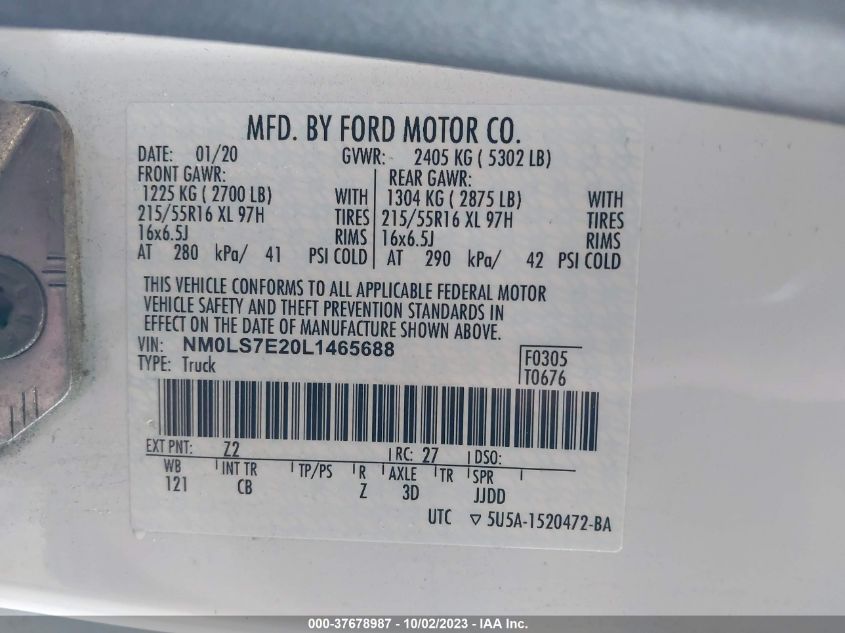 MFD. BY FORD MOTOR CO.
DATE: 01/20 GVWR: 2405 KG ( 5302 LB)
FRONT GAWR: REAR GAWR:
1225 KG ( 2700 LB) WITH 1304 KG ( 2875 LB) WITH
215/55R16 XL 97H TIRES 215/55R16 XL 97H TIRES
16x6.5J RIMS 16x6.5J RIMS
AT 280 kPa/ 41 PSI COLD AT 290 kPa/ 42 PSI COLD
THIS VEHICLE CONFORMS TO ALL APPLICABLE FEDERAL MOTOR
VEHICLE SAFETY AND THEFT PREVENTION STANDARDS IN
EFFECT ON THE DATE OF MANUFACTURE SHOWN ABOVE.
VIN: NM0LS7E20L1465688 F0305
TYPE: Truck T0676
EXT PNT: Z2 RC: 27 DSO:
WB INT TR TP/PS R AXLE TR SPR
121 CB Z 3D JJDD
UTC ▽ 5U5A-1520472-BA
000-37678987 - 10/02/2023 - IAA Inc.